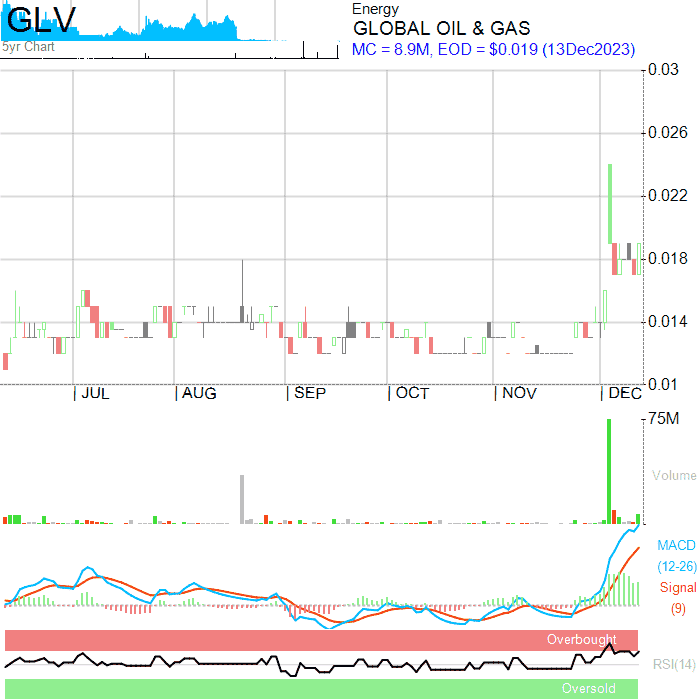 GLV
5yr Chart
Energy
GLOBAL OIL & GAS
MC = 8.9M, EOD = $0.019 (13Dec2023)
0.03
0.026
0.022
0.018
0.014
0.01
JUL AUG SEP OCT NOV DEC
75M
Volume
MACD
(12-26)
Signal
(9)
Overbought
RSI(14)
Oversold